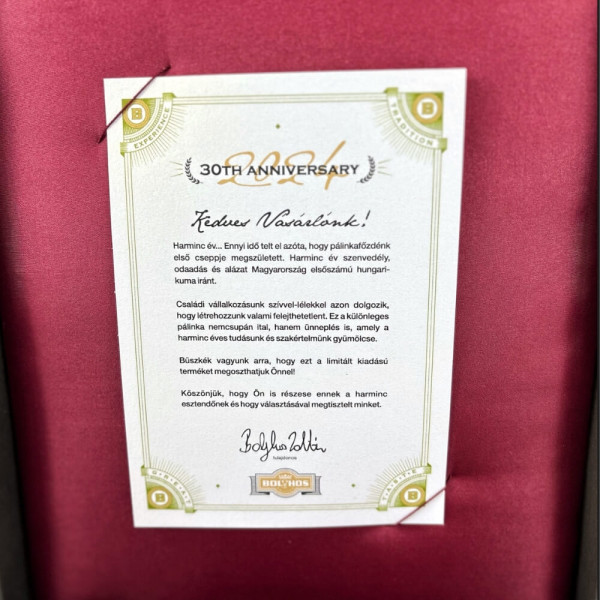 B
B
EXPERIENCE
TRADITION
2024
30TH ANNIVERSARY
Kedves Vásárlónk!
Harminc év... Ennyi idő telt el azóta, hogy pálinkafőzdénk
első cseppje megszületett. Harminc év szenvedély,
odaadás és alázat Magyarország elsőszámú hungari-
kuma iránt.
Családi vállalkozásunk szívvel-lélekkel azon dolgozik,
hogy létrehozzunk valami felejthetetlent. Ez a különleges
pálinka nemcsupán ital, hanem ünneplés is, amely a
harminc éves tudásunk és szakértelmünk gyümölcse.
Büszkék vagyunk arra, hogy ezt a limitált kiadású
terméket megoszthatjuk Önnel!
Köszönjük, hogy Ön is részese ennek a harminc
esztendőnek és hogy választásával megtisztelt minket.
Bolyhos Zoltán
tulajdonos
BOLYHOS
B
B